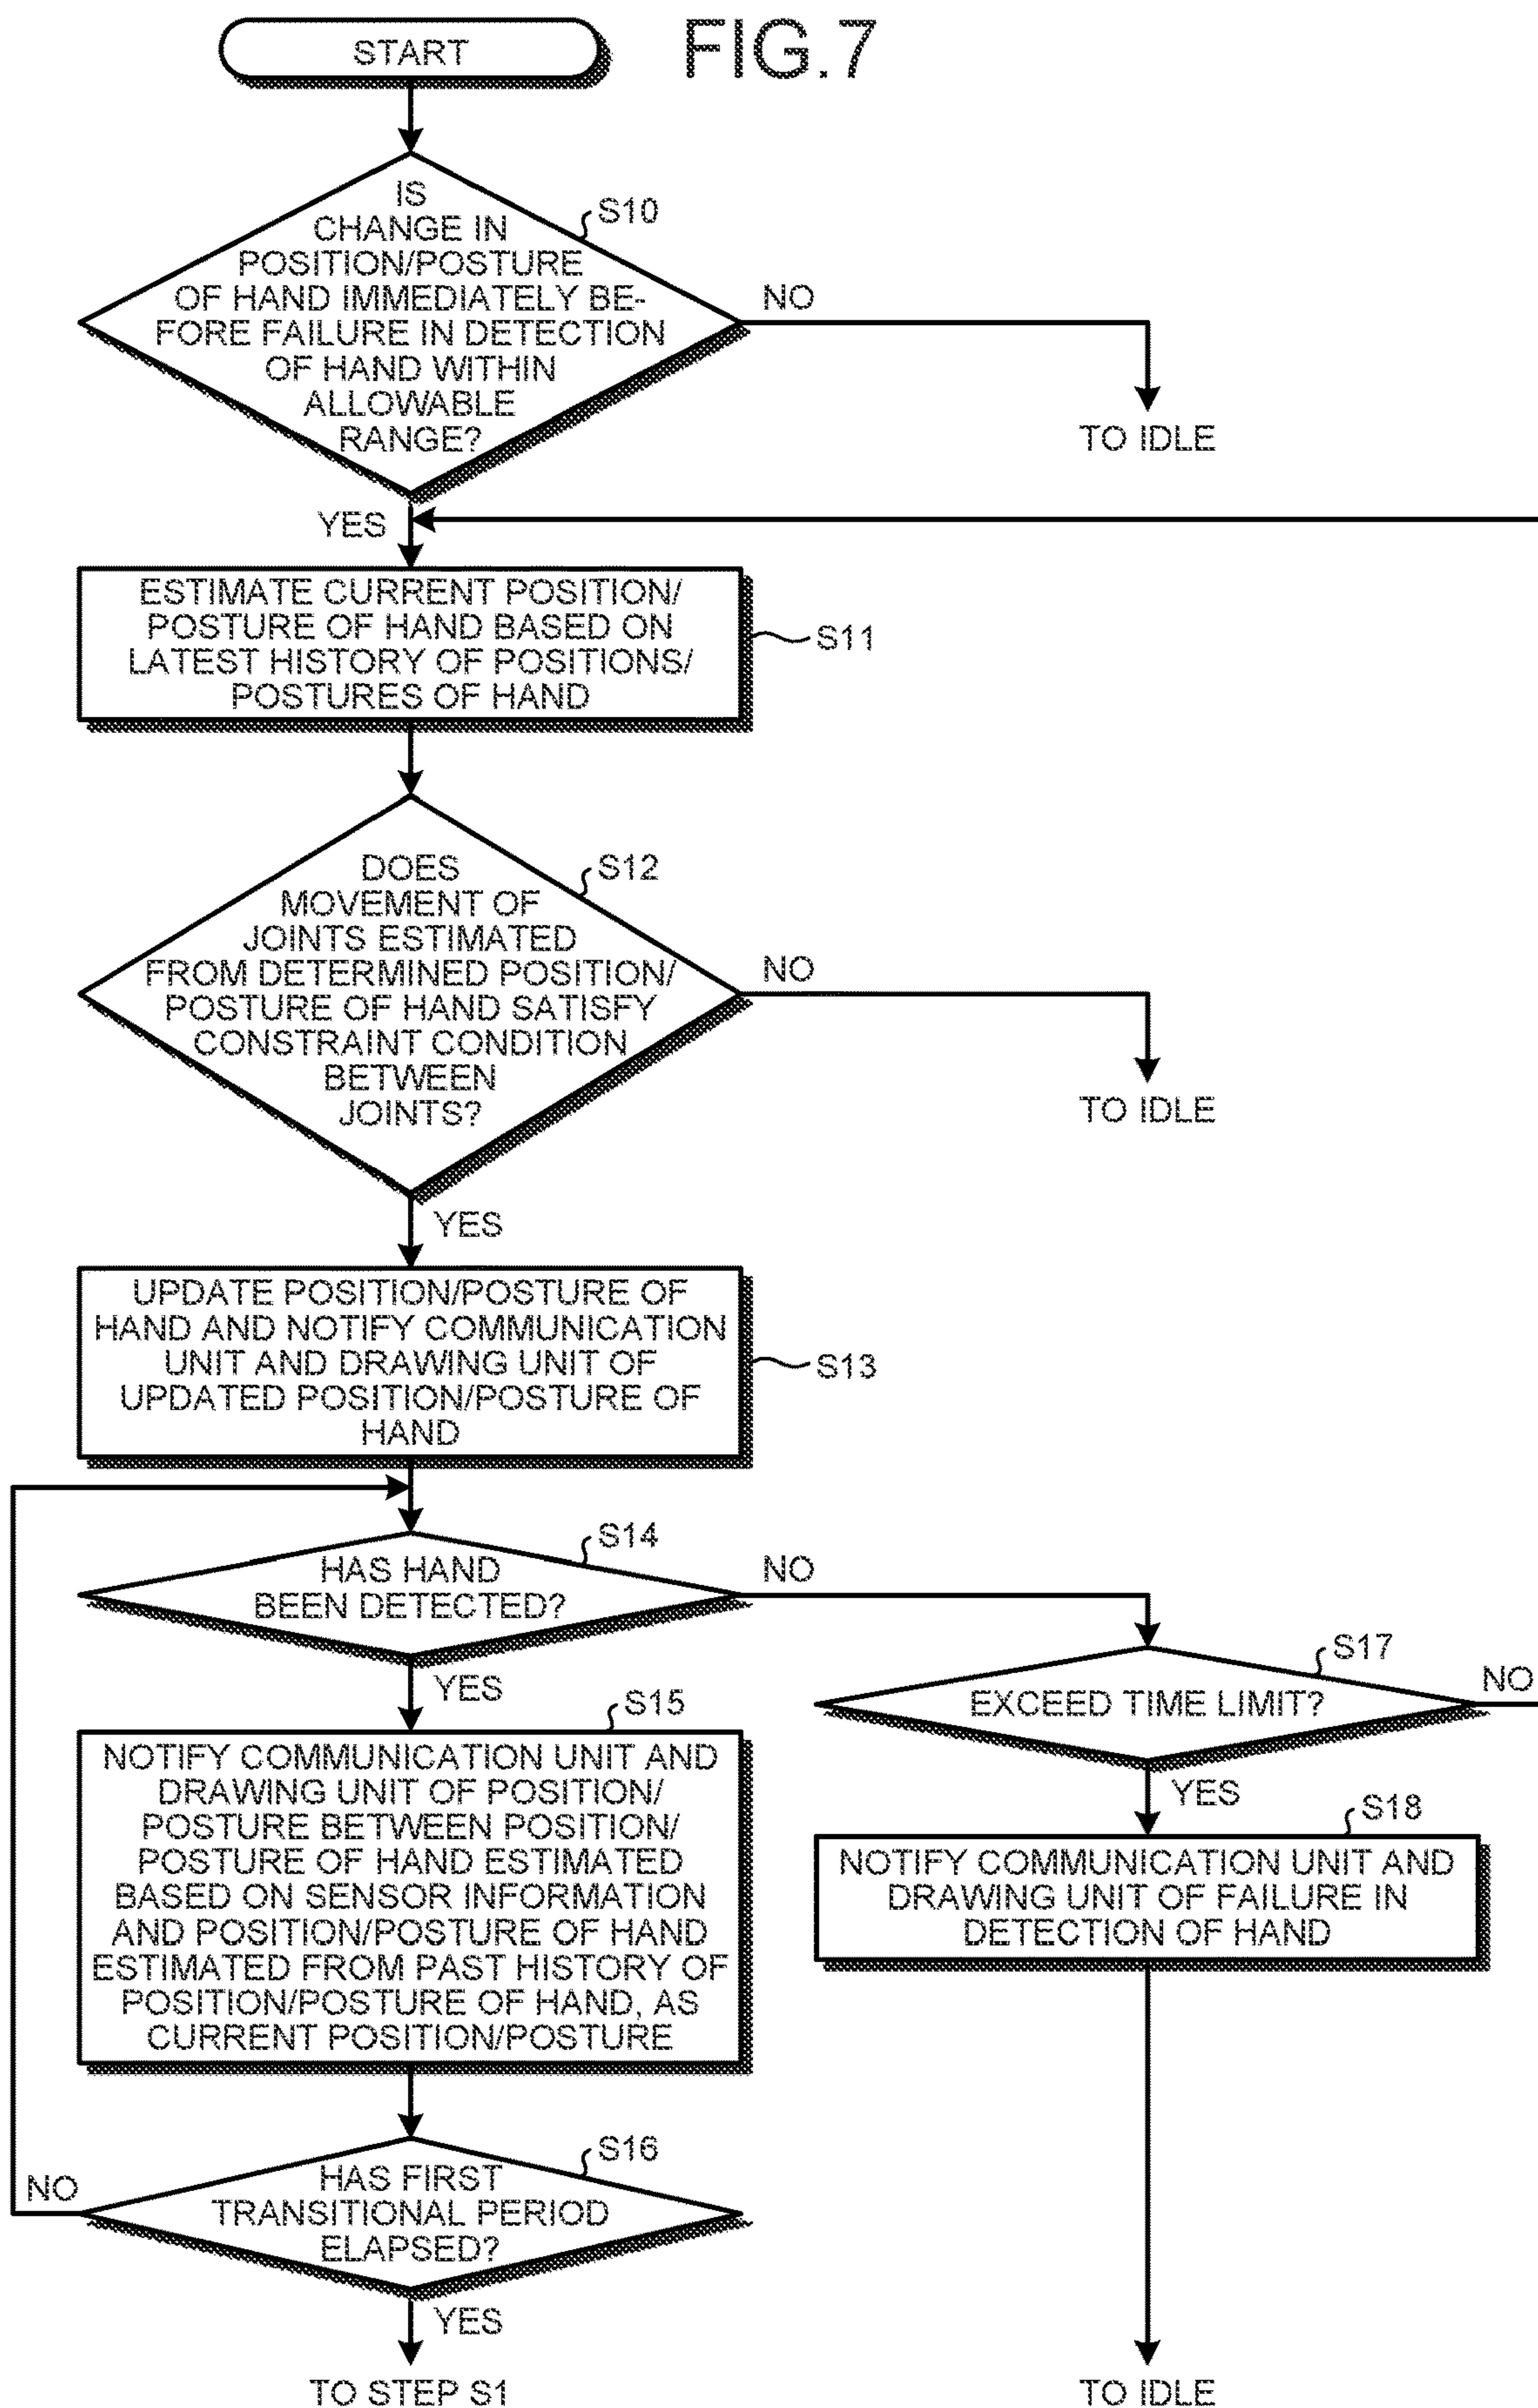 FIG.7
START
IS
CHANGE IN
POSITION/POSTURE
OF HAND IMMEDIATELY BE-
FORE FAILURE IN DETECTION
OF HAND WITHIN
ALLOWABLE
RANGE?
S10
NO
TO IDLE
YES
ESTIMATE CURRENT POSITION/
POSTURE OF HAND BASED ON
LATEST HISTORY OF POSITIONS/
POSTURES OF HAND
S11
DOES
MOVEMENT OF
JOINTS ESTIMATED
FROM DETERMINED POSITION/
POSTURE OF HAND SATISFY
CONSTRAINT CONDITION
BETWEEN
JOINTS?
S12
NO
TO IDLE
YES
UPDATE POSITION/POSTURE OF
HAND AND NOTIFY COMMUNICATION
UNIT AND DRAWING UNIT OF
UPDATED POSITION/POSTURE OF
HAND
S13
HAS HAND
BEEN DETECTED?
S14
NO
YES
EXCEED TIME LIMIT?
S17
NO
YES
S15
NOTIFY COMMUNICATION UNIT AND
DRAWING UNIT OF POSITION/
POSTURE BETWEEN POSITION/
POSTURE OF HAND ESTIMATED
BASED ON SENSOR INFORMATION
AND POSITION/POSTURE OF HAND
ESTIMATED FROM PAST HISTORY OF
POSITION/POSTURE OF HAND, AS
CURRENT POSITION/POSTURE
S18
NOTIFY COMMUNICATION UNIT AND
DRAWING UNIT OF FAILURE IN
DETECTION OF HAND
HAS FIRST
TRANSITIONAL PERIOD
ELAPSED?
S16
NO
YES
TO STEP S1
TO IDLE